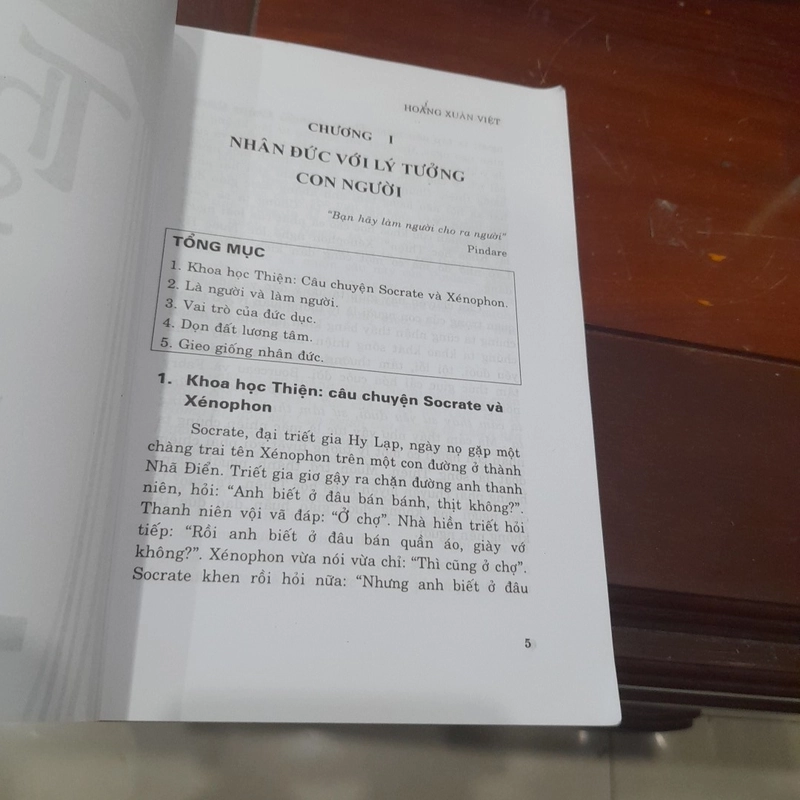 HOÀNG XUÂN VIỆT
CHƯƠNG I
NHÂN ĐỨC VỚI LÝ TƯỞNG
CON NGƯỜI
"Bạn hãy làm người cho ra người"
Pindare
TỔNG MỤC
1. Khoa học Thiện: Câu chuyện Socrate và Xénophon.
2. Là người và làm người.
3. Vai trò của đức dục.
4. Dọn đất lương tâm.
5. Gieo giống nhân đức.
1. Khoa học Thiện: câu chuyện Socrate và
Xénophon
Socrate, đại triết gia Hy Lạp, ngày nọ gặp một
chàng trai tên Xénophon trên một con đường ở thành
Nhã Điển. Triết gia giơ gậy ra chặn đường anh thanh
niên, hỏi: "Anh biết ở đâu bán bánh, thịt không?".
Thanh niên vội vã đáp: "Ở chợ". Nhà hiền triết hỏi
tiếp: "Rồi anh biết ở đâu bán quần áo, giày vớ
không?". Xénophon vừa nói vừa chỉ: "Thì cũng ở chợ".
Socrate khen rồi hỏi nữa: "Nhưng anh biết ở đâu
5